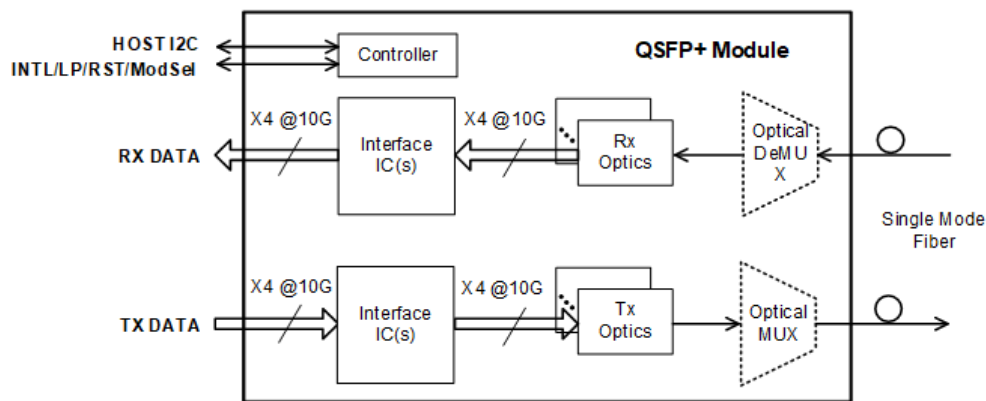 HOST I2C
INTL/LP/RST/ModSel
Controller
QSFP+ Module
X4 @10G
X4 @10G
RX DATA
Interface
IC(s)
Rx
Optics
Optical
DeMU
X
Single Mode
Fiber
X4 @10G
X4 @10G
TX DATA
Interface
IC(s)
Tx
Optics
Optical
MUX